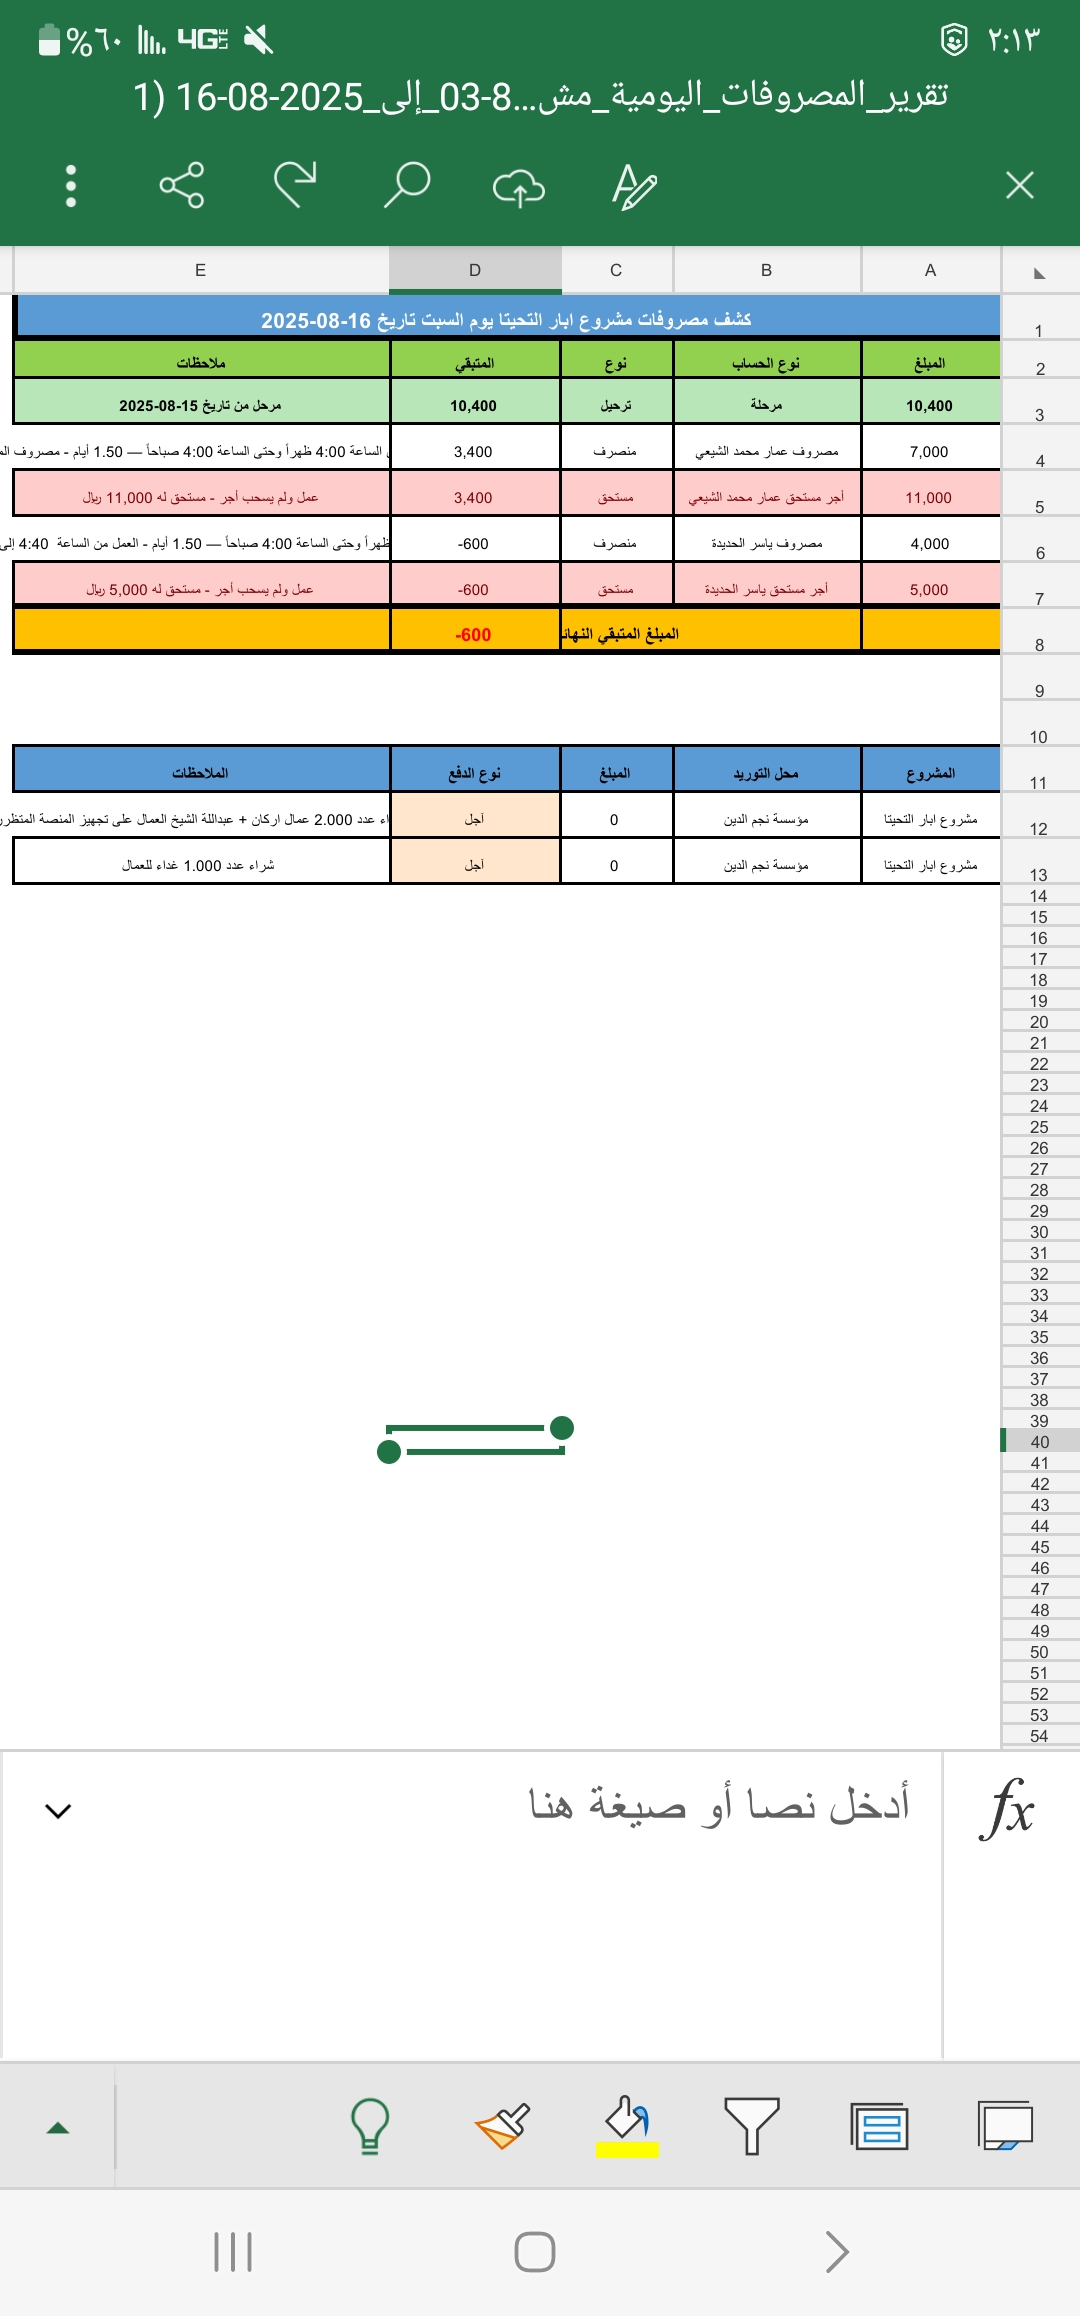 ٢:١٣ 4G LTE %٦٠
تقرير_المصروفات_اليومية_مش...8-03_إلى_2025-08-16 (1
E D C B A
1 كشف مصروفات مشروع ابار التحيتا يوم السبت تاريخ 16-08-2025
2 المبلغ نوع الحساب نوع المتبقي ملاحظات
3 10,400 مرحلة ترحيل 10,400 مرحل من تاريخ 15-08-2025
4 7,000 مصروف عمار محمد الشيعي منصرف 3,400 الساعة 4:00 ظهراً وحتى الساعة 4:00 صباحاً — 1.50 أيام - مصروف
5 11,000 أجر مستحق عمار محمد الشيعي مستحق 3,400 عمل ولم يسحب أجر - مستحق له 11,000 ريال
6 4,000 مصروف ياسر الحديدة منصرف -600 ظهراً وحتى الساعة 4:00 صباحاً — 1.50 أيام - العمل من الساعة 4:40 إلى
7 5,000 أجر مستحق ياسر الحديدة مستحق -600 عمل ولم يسحب أجر - مستحق له 5,000 ريال
8 المبلغ المتبقي النهائ -600
9
10
11 المشروع محل التوريد المبلغ نوع الدفع الملاحظات
12 مشروع ابار التحيتا مؤسسة نجم الدين 0 آجل اء عدد 2.000 عمال اركان + عبداللة الشيخ العمال على تجهيز المنصة
13 مشروع ابار التحيتا مؤسسة نجم الدين 0 آجل شراء عدد 1.000 غداء للعمال
14
15
16
17
18
19
20
21
22
23
24
25
26
27
28
29
30
31
32
33
34
35
36
37
38
39
40
41
42
43
44
45
46
47
48
49
50
51
52
53
54
fx أدخل نصا أو صيغة هنا